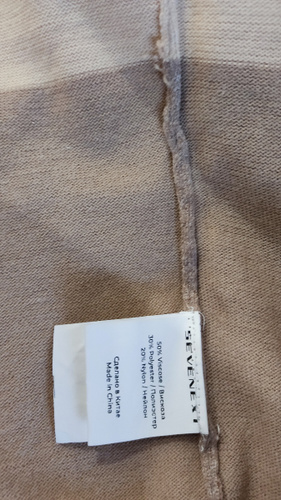 SEVENEXT
50% Viscose / Вискоза
30% Polyester / Полиэстер
20% Nylon / Нейлон
Сделано в Китае
Made in China